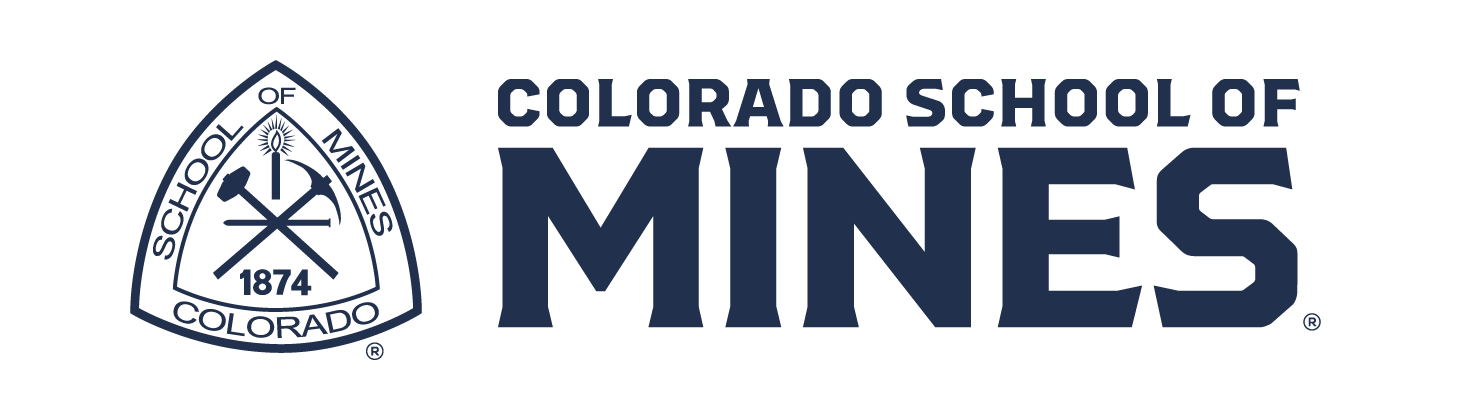 SCHOOL OF MINES
1874
COLORADO
®
COLORADO SCHOOL OF
MINES®